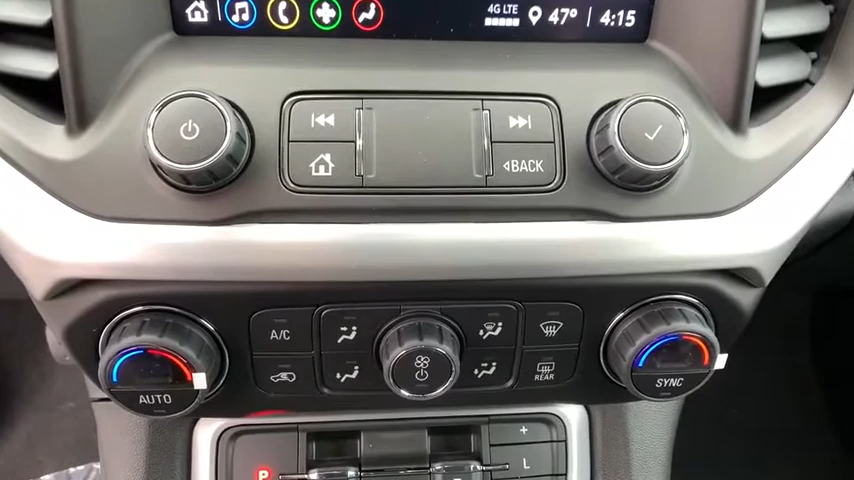 4G LTE
47° 4:15
BACK
A/C
REAR
AUTO
SYNC
P
+
L